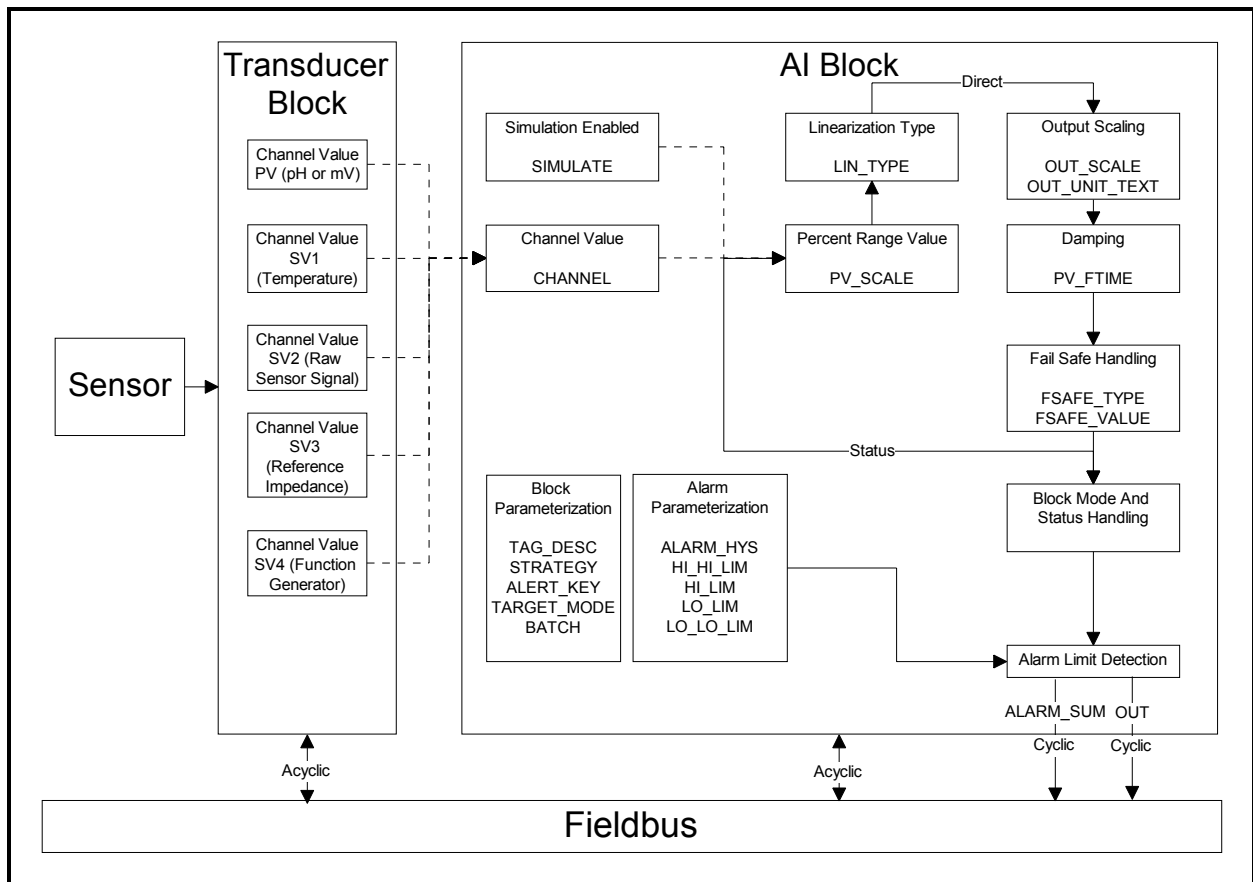 Transducer
Block
Channel Value
PV (pH or mV)
Channel Value
SV1
(Temperature)
Channel Value
SV2 (Raw
Sensor Signal)
Channel Value
SV3
(Reference
Impedance)
Channel Value
SV4 (Function
Generator)
Sensor
AI Block
Simulation Enabled
SIMULATE
Channel Value
CHANNEL
Linearization Type
LIN_TYPE
Percent Range Value
PV_SCALE
Direct
Output Scaling
OUT_SCALE
OUT_UNIT_TEXT
Damping
PV_FTIME
Fail Safe Handling
FSAFE_TYPE
FSAFE_VALUE
Status
Block Mode And
Status Handling
Block
Parameterization
TAG_DESC
STRATEGY
ALERT_KEY
TARGET_MODE
BATCH
Alarm
Parameterization
ALARM_HYS
HI_HI_LIM
HI_LIM
LO_LIM
LO_LO_LIM
Alarm Limit Detection
ALARM_SUM
OUT
Cyclic
Cyclic
Acyclic
Acyclic
Fieldbus